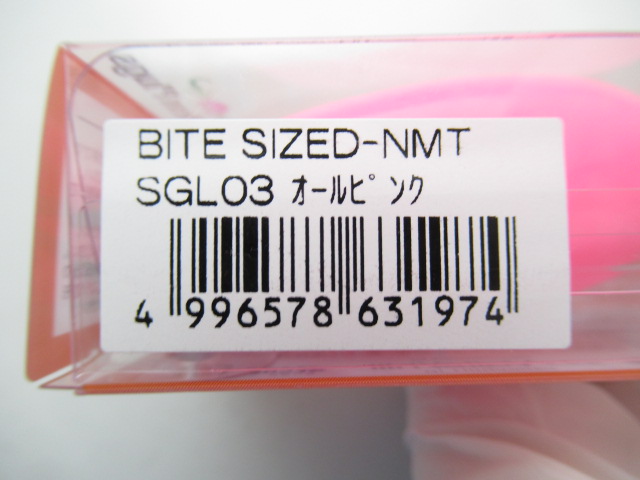 BITE SIZED-NMT
SGL03 ｵｰﾙﾋﾟﾝｸ
4 996578 631974